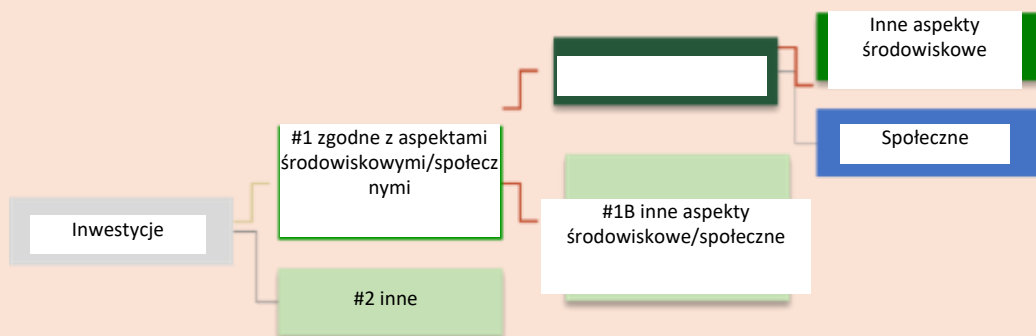 Inne aspekty
środowiskowe
#1 zgodne z aspektami
środowiskowymi/społecz
nymi
Społeczne
Inwestycje
#1B inne aspekty
środowiskowe/społeczne
#2 inne